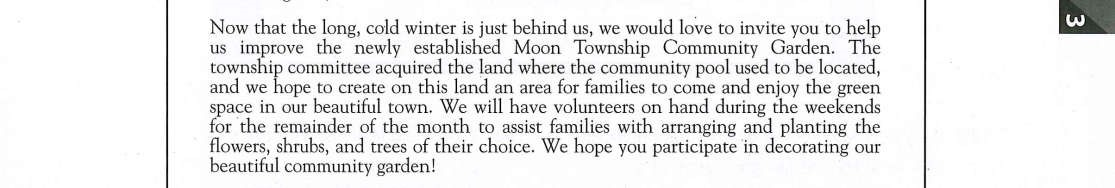 Now that the long, cold winter is just behind us, we would love to invite you to help
us improve the newly established Moon Township Community Garden. The
township committee acquired the land where the community pool used to be located,
and we hope to create on this land an area for families to come and enjoy the green
space in our beautiful town. We will have volunteers on hand during the weekends
for the remainder of the month to assist families with arranging and planting the
flowers, shrubs, and trees of their choice. We hope you participate in decorating our
beautiful community garden!
3